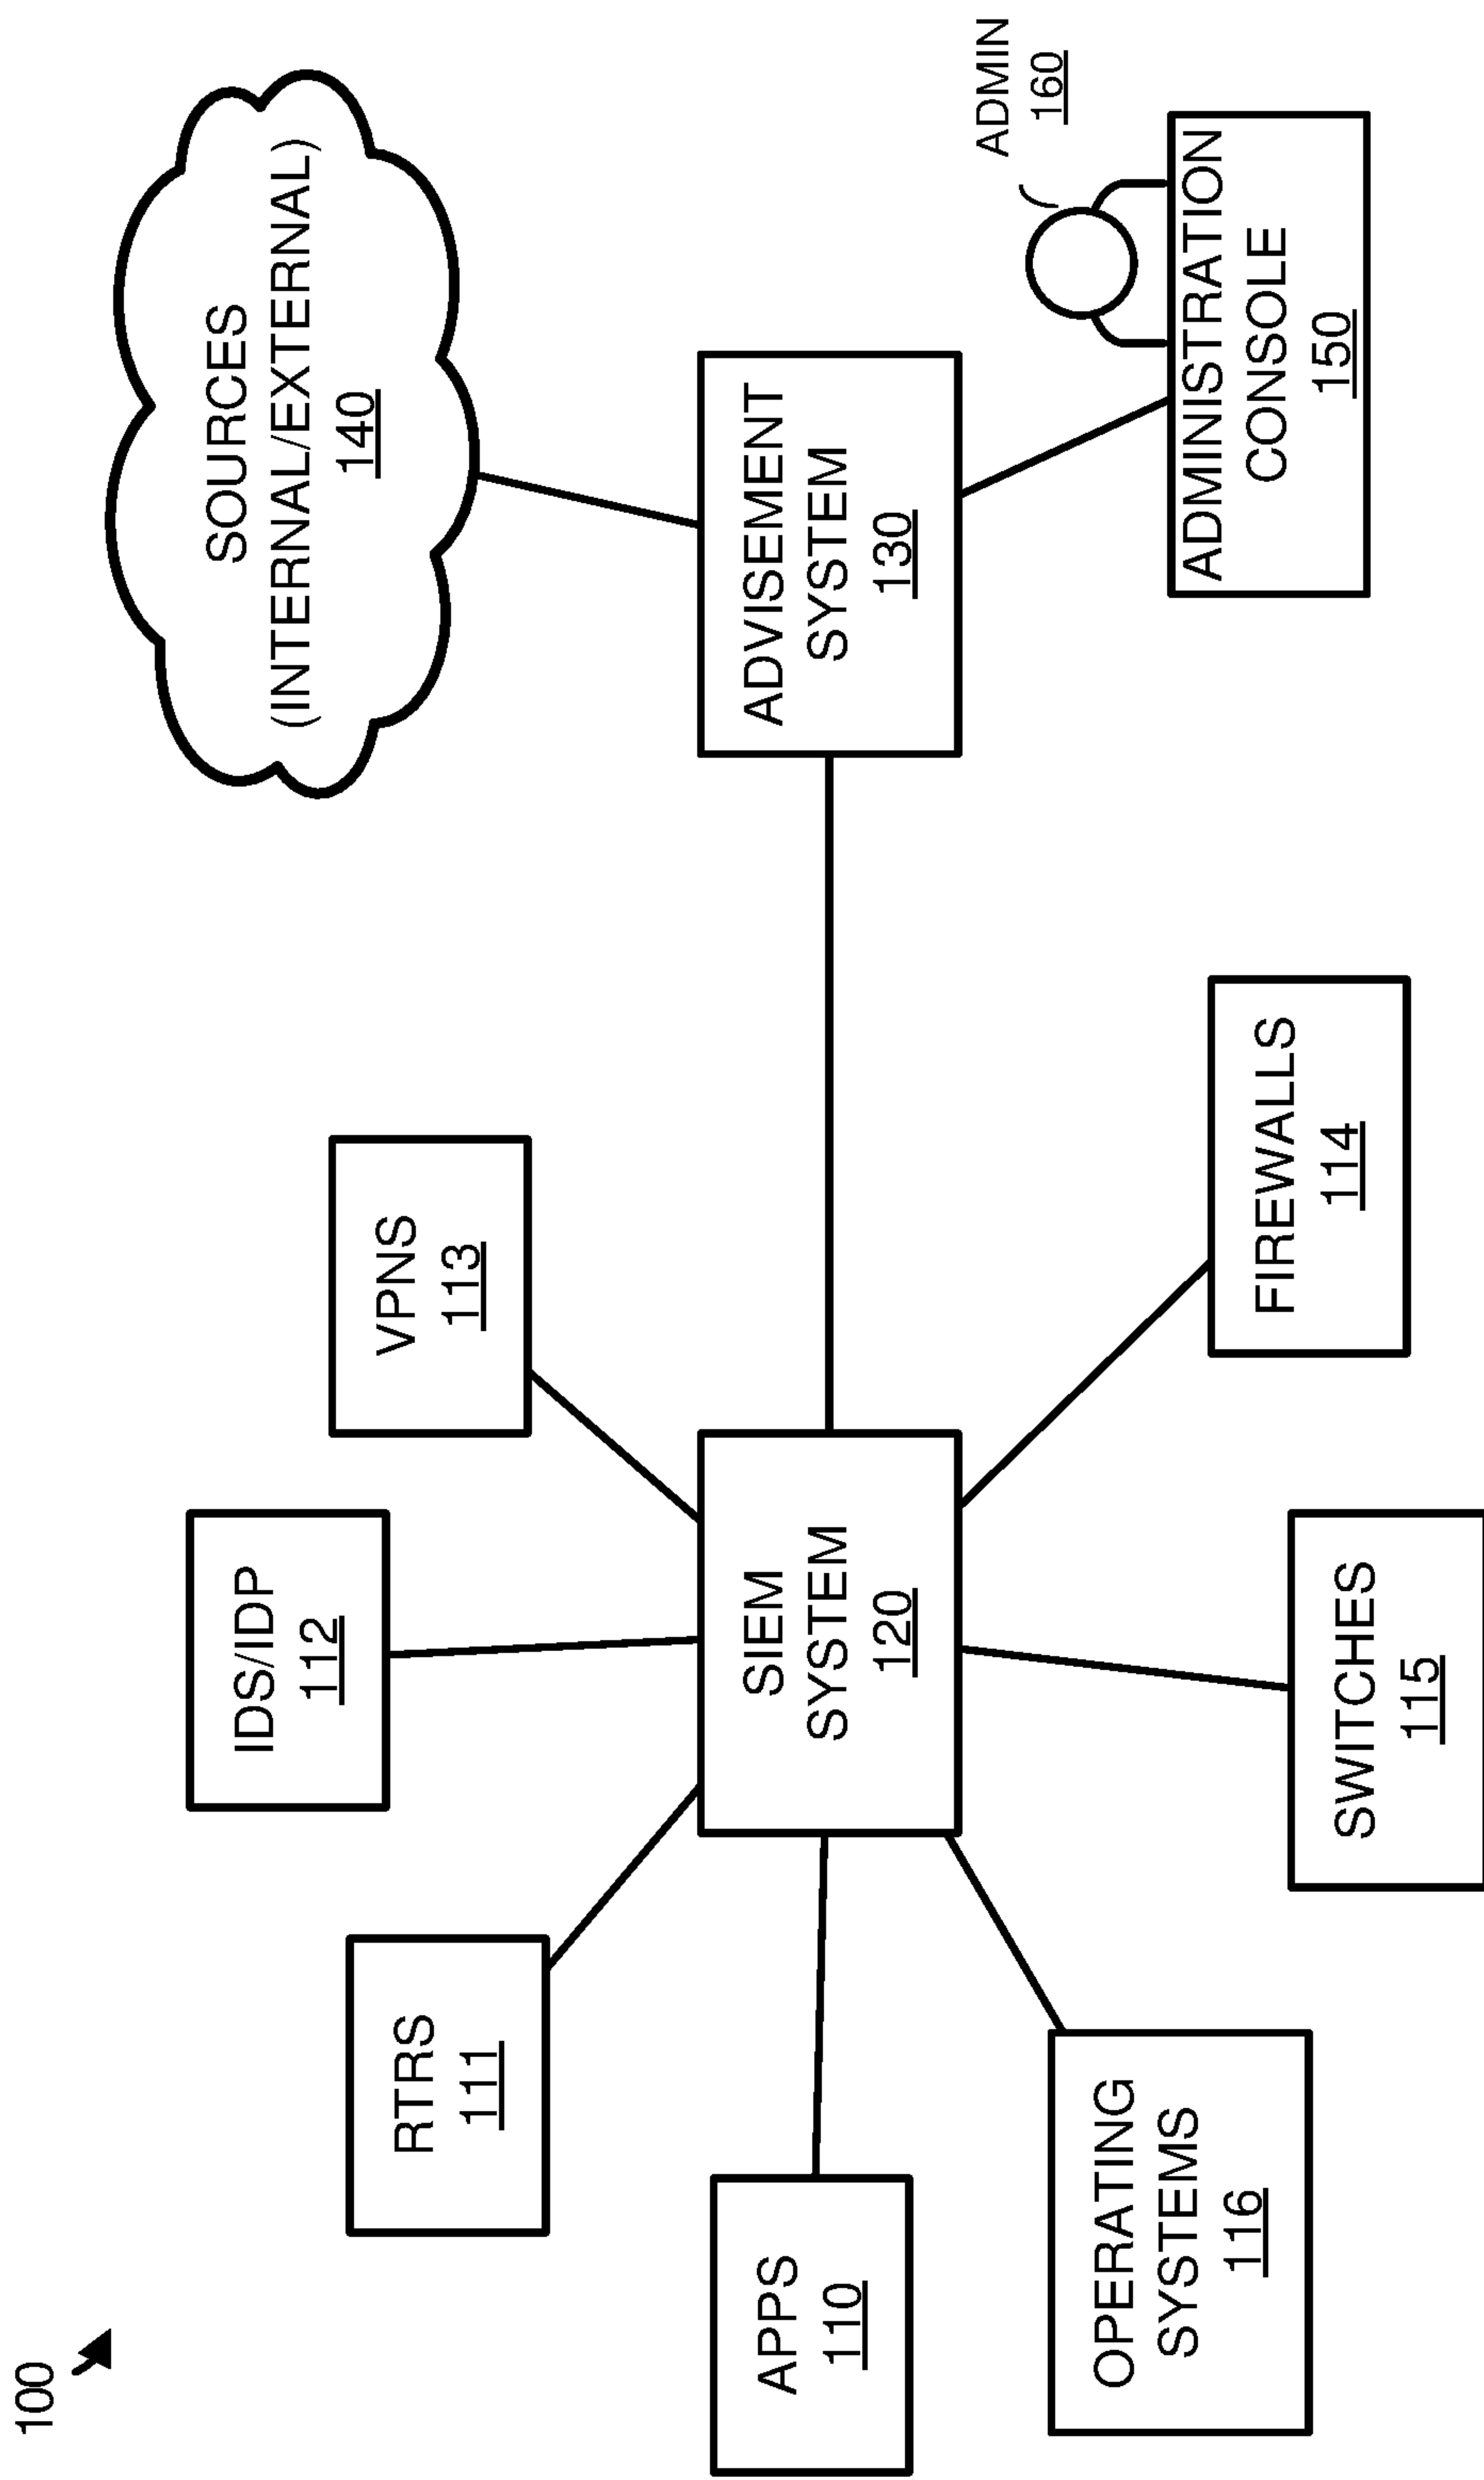 100
APPS
110
RTRS
111
IDS/IDP
112
VPNS
113
SIEM
SYSTEM
120
OPERATING
SYSTEMS
116
SWITCHES
115
FIREWALLS
114
SOURCES
(INTERNAL/EXTERNAL)
140
ADVISEMENT
SYSTEM
130
ADMIN
160
ADMINISTRATION
CONSOLE
150